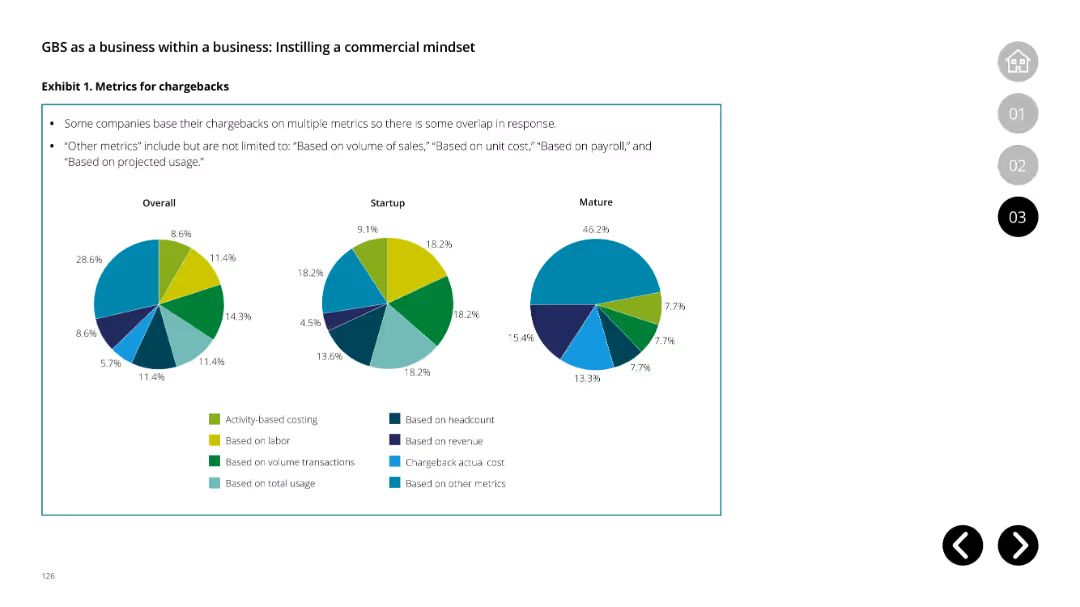 GBS as a business within a business: Instilling a commercial mindset
Exhibit 1. Metrics for chargebacks
• Some companies base their chargebacks on multiple metrics so there is some overlap in response.
• “Other metrics” include but are not limited to: “Based on volume of sales,” “Based on unit cost,” “Based on payroll,” and
“Based on projected usage.”
Overall
8.6%
11.4%
14.3%
11.4%
11.4%
5.7%
8.6%
28.6%
Startup
9.1%
18.2%
18.2%
18.2%
13.6%
4.5%
18.2%
Mature
46.2%
7.7%
7.7%
7.7%
13.3%
15.4%
Activity-based costing
Based on labor
Based on volume transactions
Based on total usage
Based on headcount
Based on revenue
Chargeback actual cost
Based on other metrics
01
02
03
126